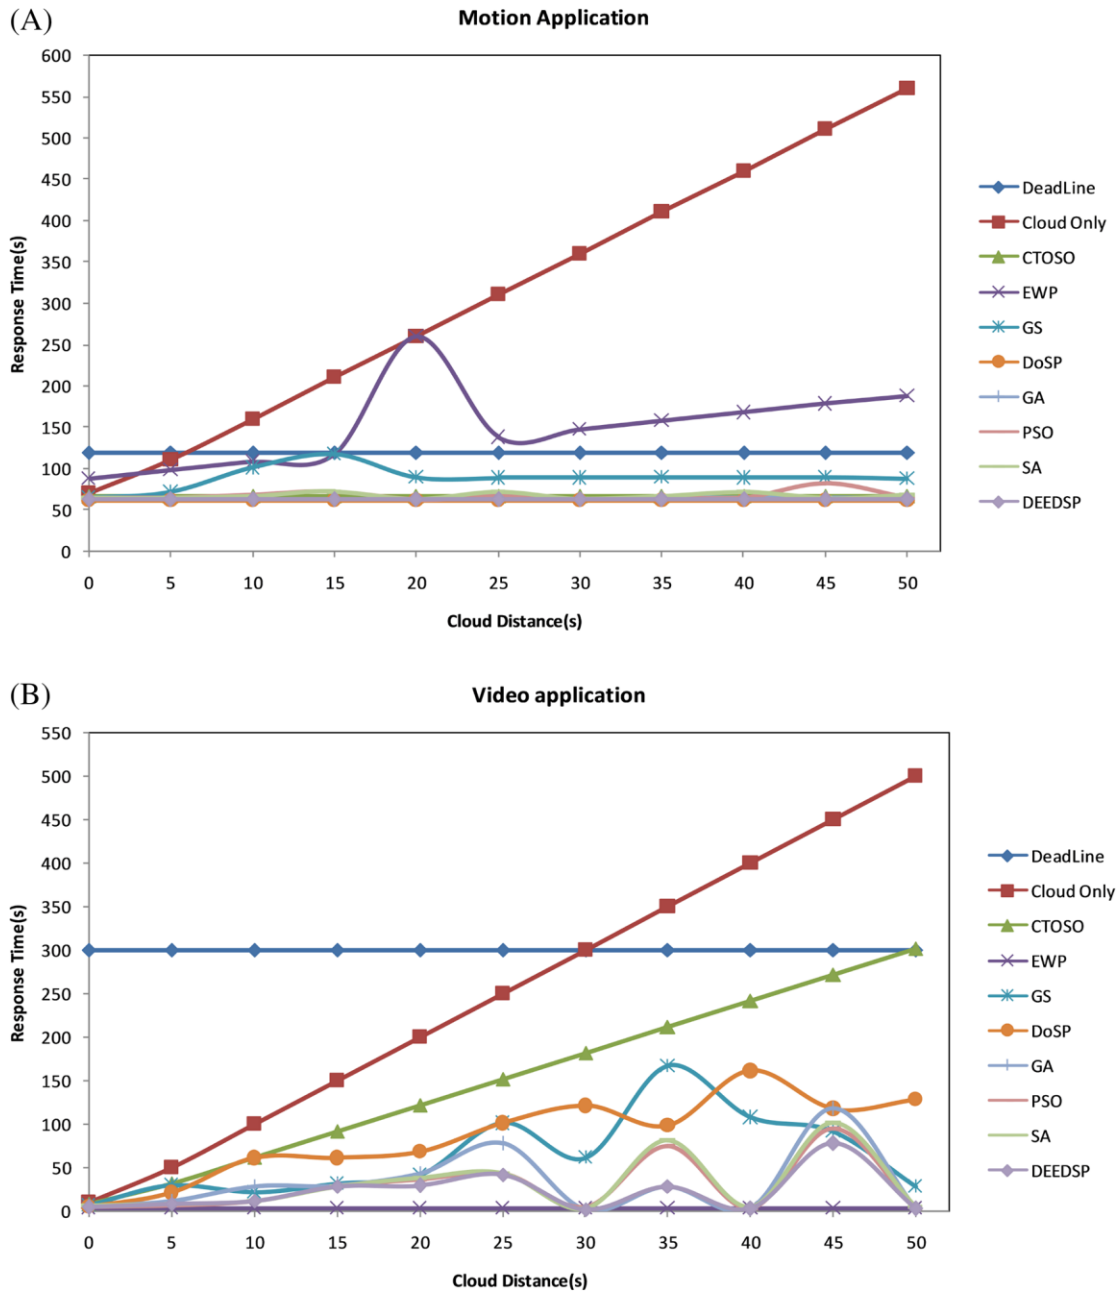 (A)
Motion Application
600
550
500
450
400
350
300
250
200
150
100
50
0
Response Time(s)
0 5 10 15 20 25 30 35 40 45 50
Cloud Distance(s)
DeadLine
Cloud Only
CTOSO
EWP
GS
DoSP
GA
PSO
SA
DEEDSP
(B)
Video application
550
500
450
400
350
300
250
200
150
100
50
0
Response Time(s)
0 5 10 15 20 25 30 35 40 45 50
Cloud Distance(s)
DeadLine
Cloud Only
CTOSO
EWP
GS
DoSP
GA
PSO
SA
DEEDSP